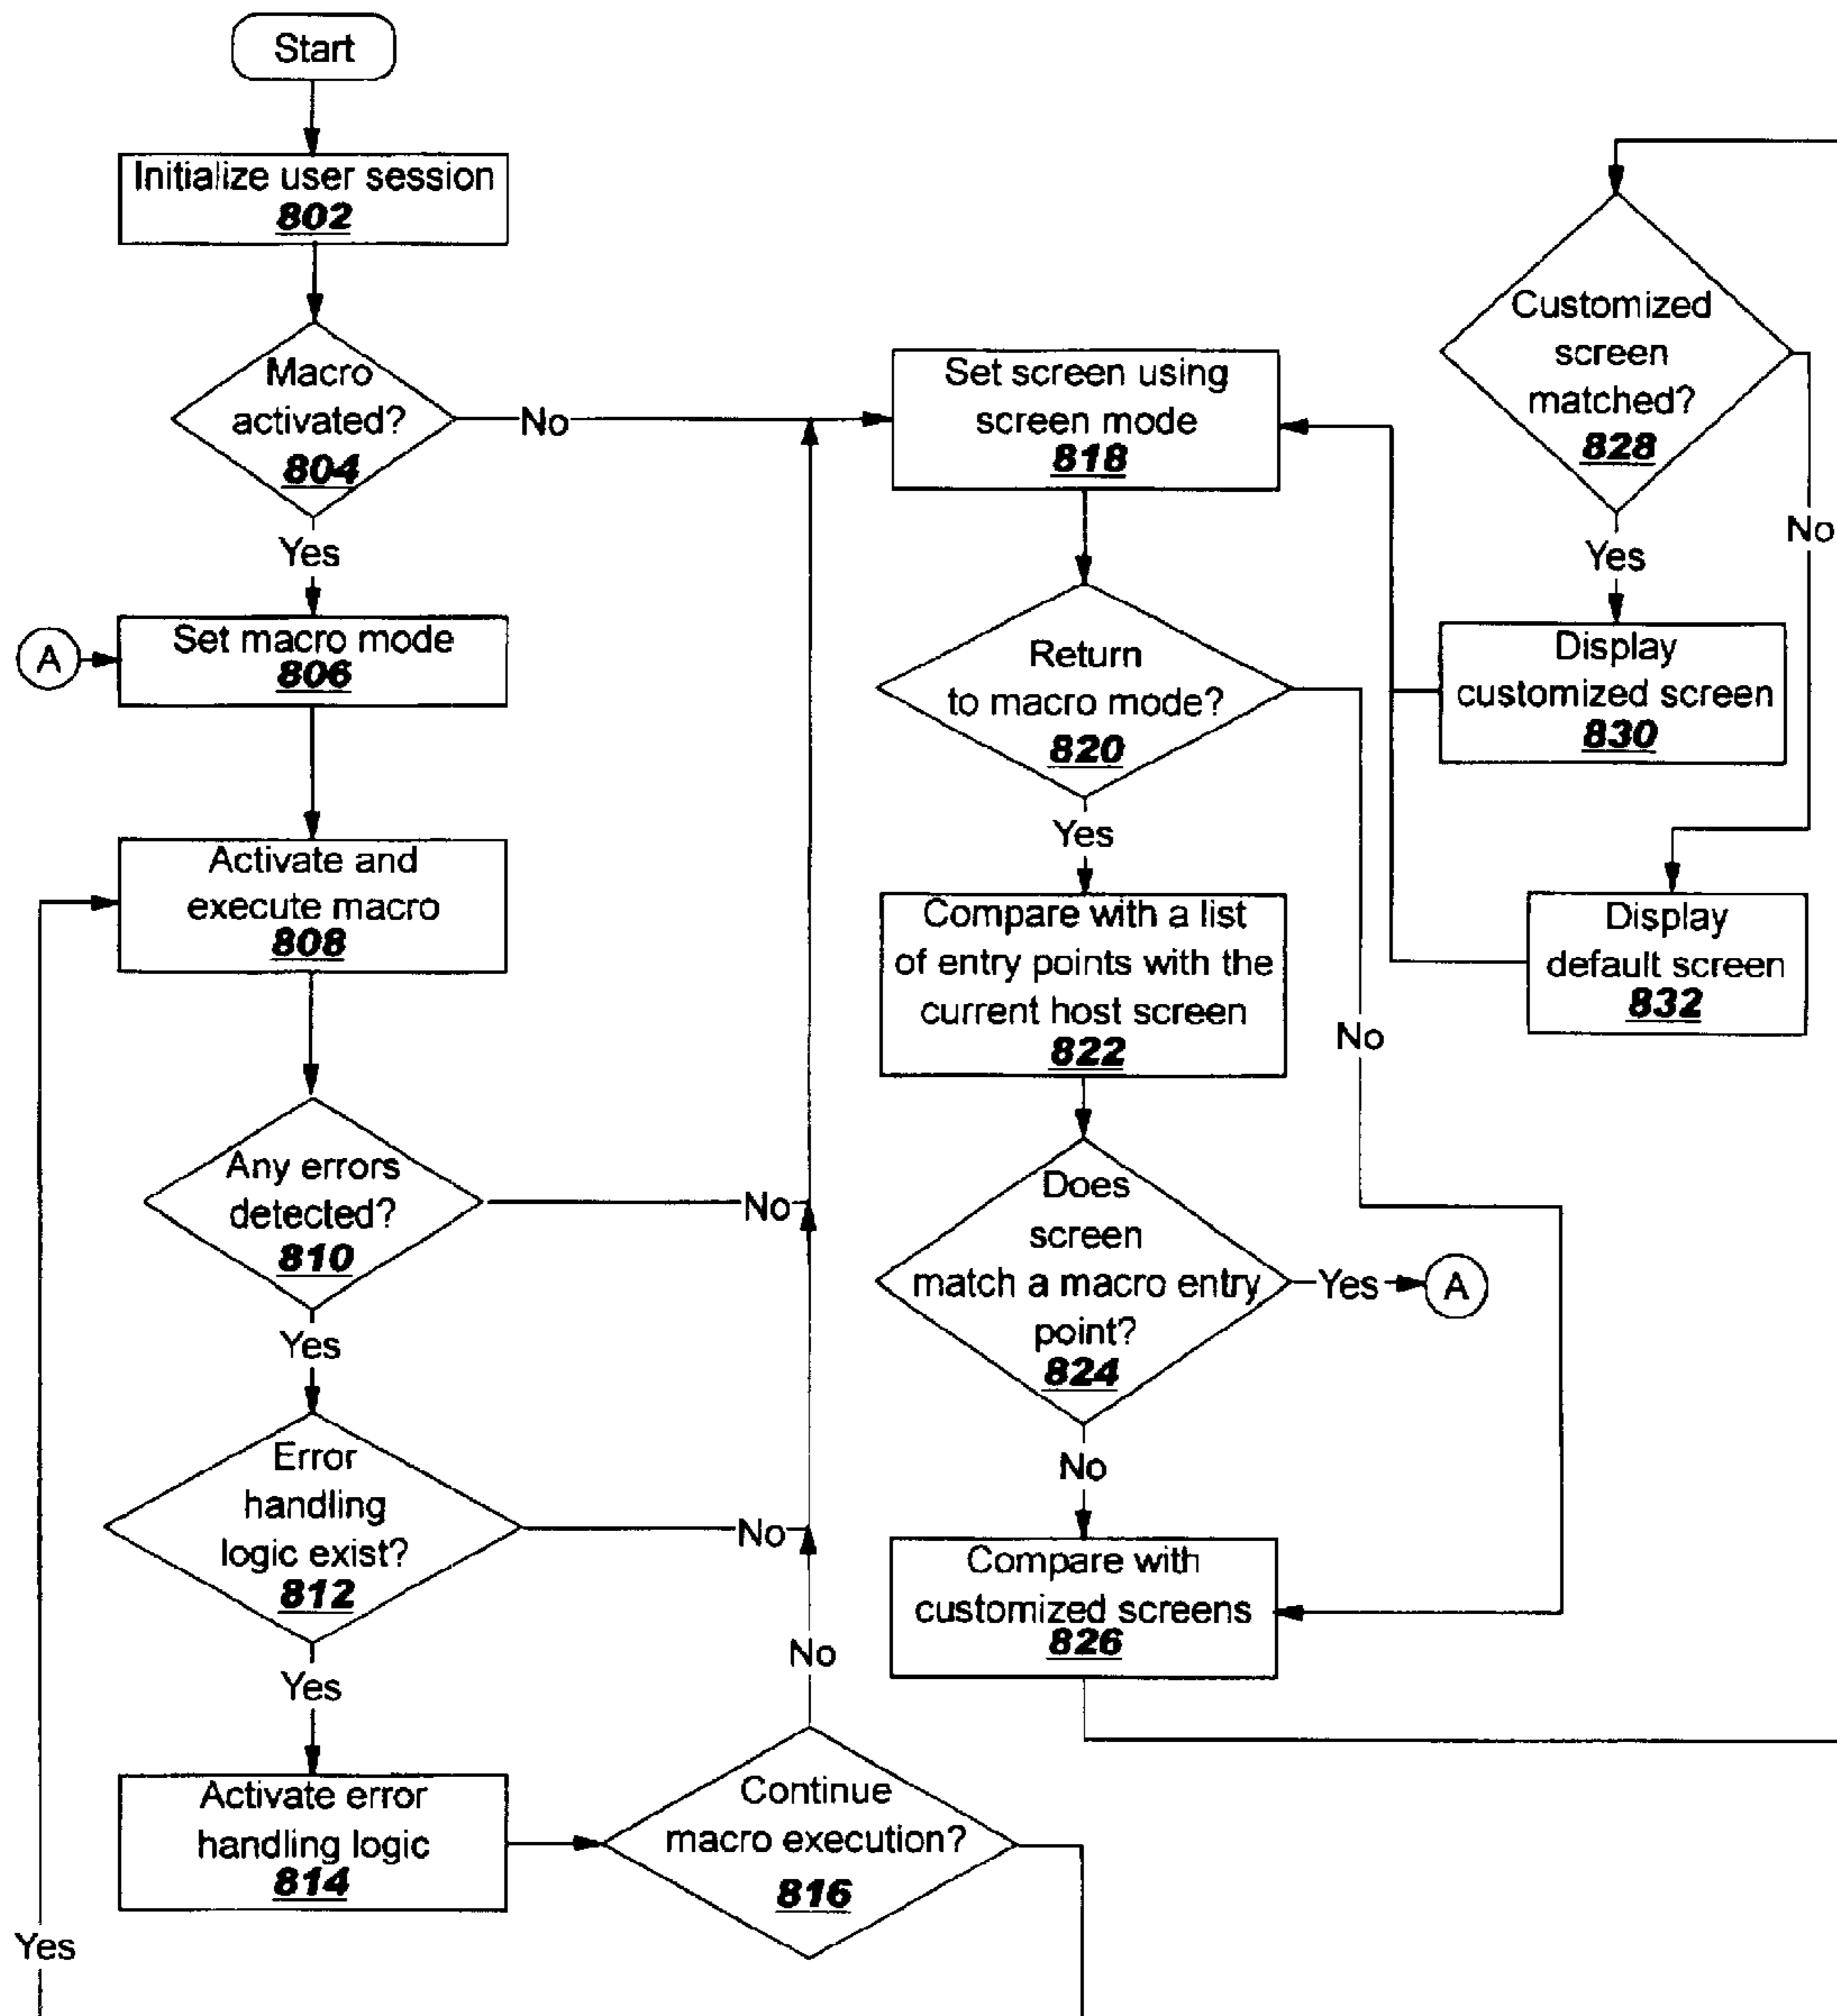 Start
Initialize user session
802
Macro
activated?
804
No
Yes
A
Set macro mode
806
Activate and
execute macro
808
Any errors
detected?
810
No
Yes
Error
handling
logic exist?
812
No
Yes
Activate error
handling logic
814
Continue
macro execution?
816
No
Yes
Set screen using
screen mode
818
Return
to macro mode?
820
No
Yes
Compare with a list
of entry points with the
current host screen
822
Does
screen
match a macro entry
point?
824
Yes
A
No
Compare with
customized screens
826
Customized
screen
matched?
828
No
Yes
Display
customized screen
830
Display
default screen
832